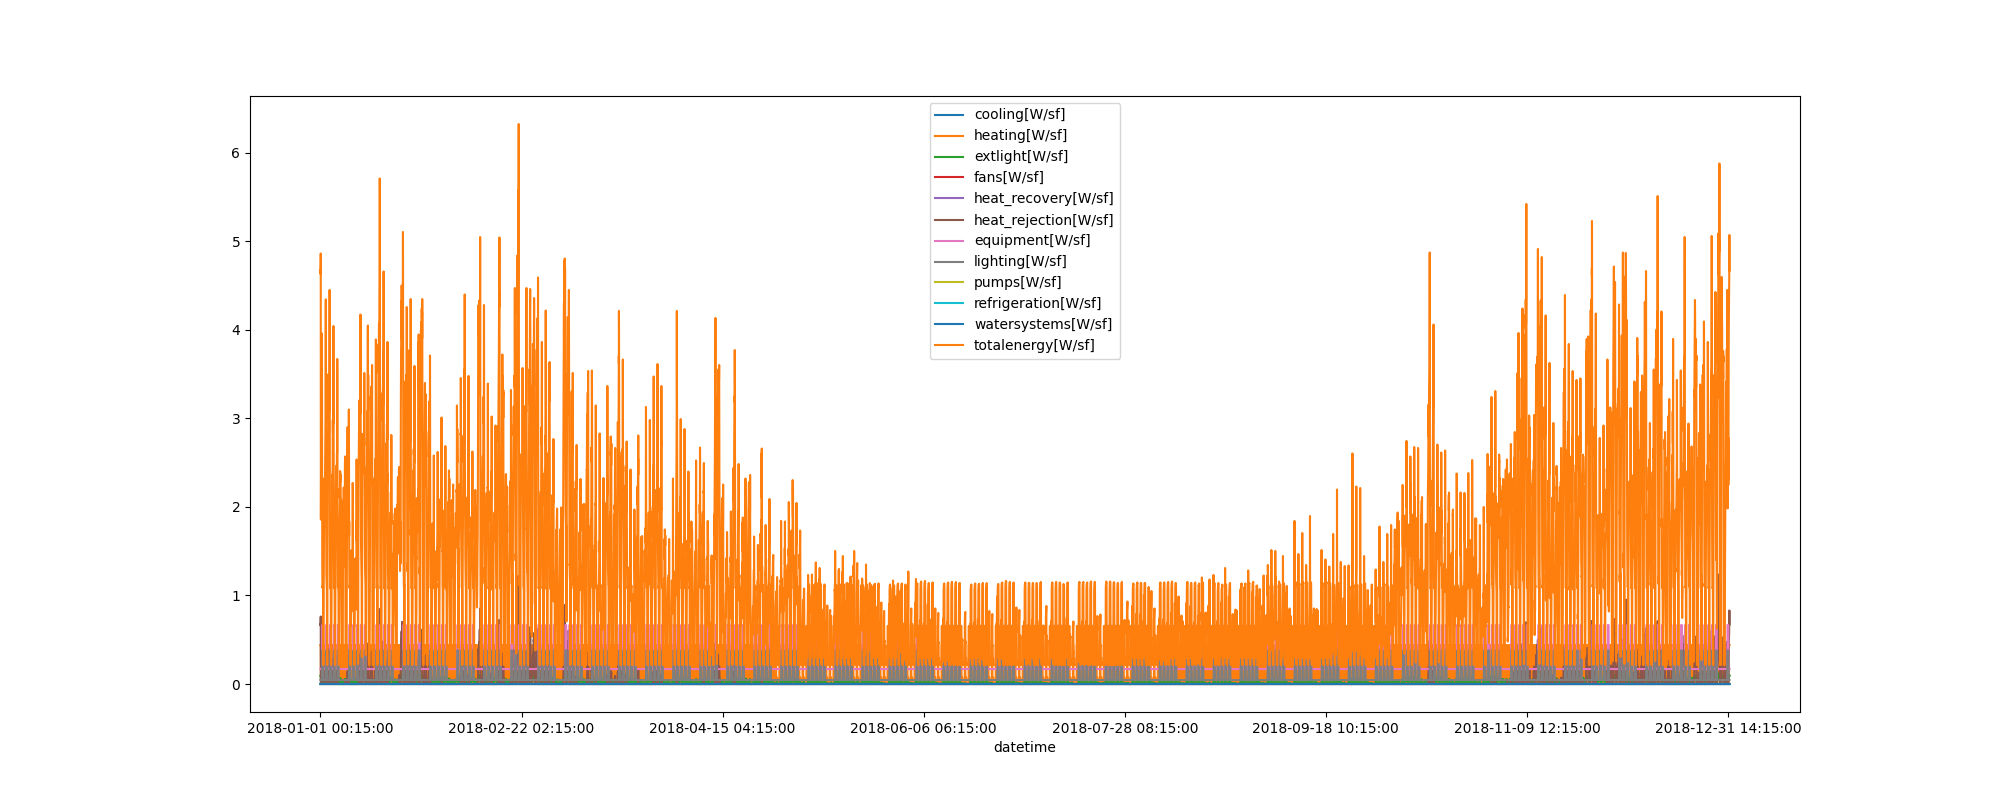 cooling[W/sf]
heating[W/sf]
extlight[W/sf]
fans[W/sf]
heat_recovery[W/sf]
heat_rejection[W/sf]
equipment[W/sf]
lighting[W/sf]
pumps[W/sf]
refrigeration[W/sf]
watersystems[W/sf]
totalenergy[W/sf]
6
5
4
3
2
1
0
2018-01-01 00:15:00 2018-02-22 02:15:00 2018-04-15 04:15:00 2018-06-06 06:15:00 2018-07-28 08:15:00 2018-09-18 10:15:00 2018-11-09 12:15:00 2018-12-31 14:15:00
datetime